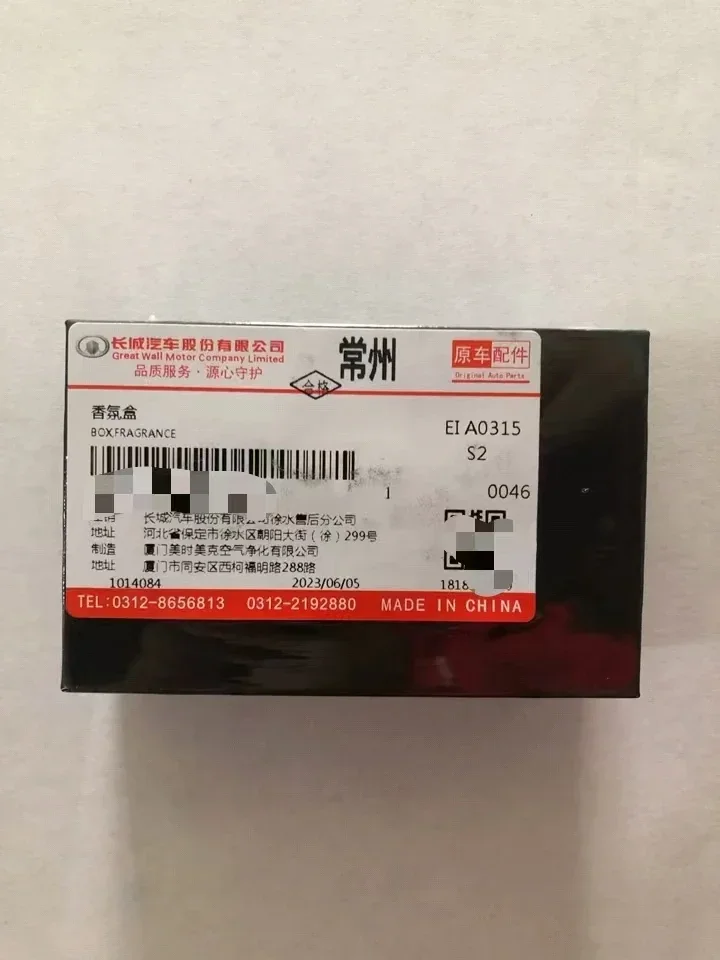 长城汽车股份有限公司
Great Wall Motor Company Limited
品质服务·源心守护
合格
常州
原车配件
Original Auto Parts
香氛盒
BOX,FRAGRANCE
EI A0315
S2
1
0046
长城汽车股份有限公司徐水售后分公司
地址 河北省保定市徐水区朝阳大街（徐）299号
制造 厦门美时美克空气净化有限公司
地址 厦门市同安区西柯福明路288路
1014084 2023/06/05 1818
TEL:0312-8656813 0312-2192880 MADE IN CHINA